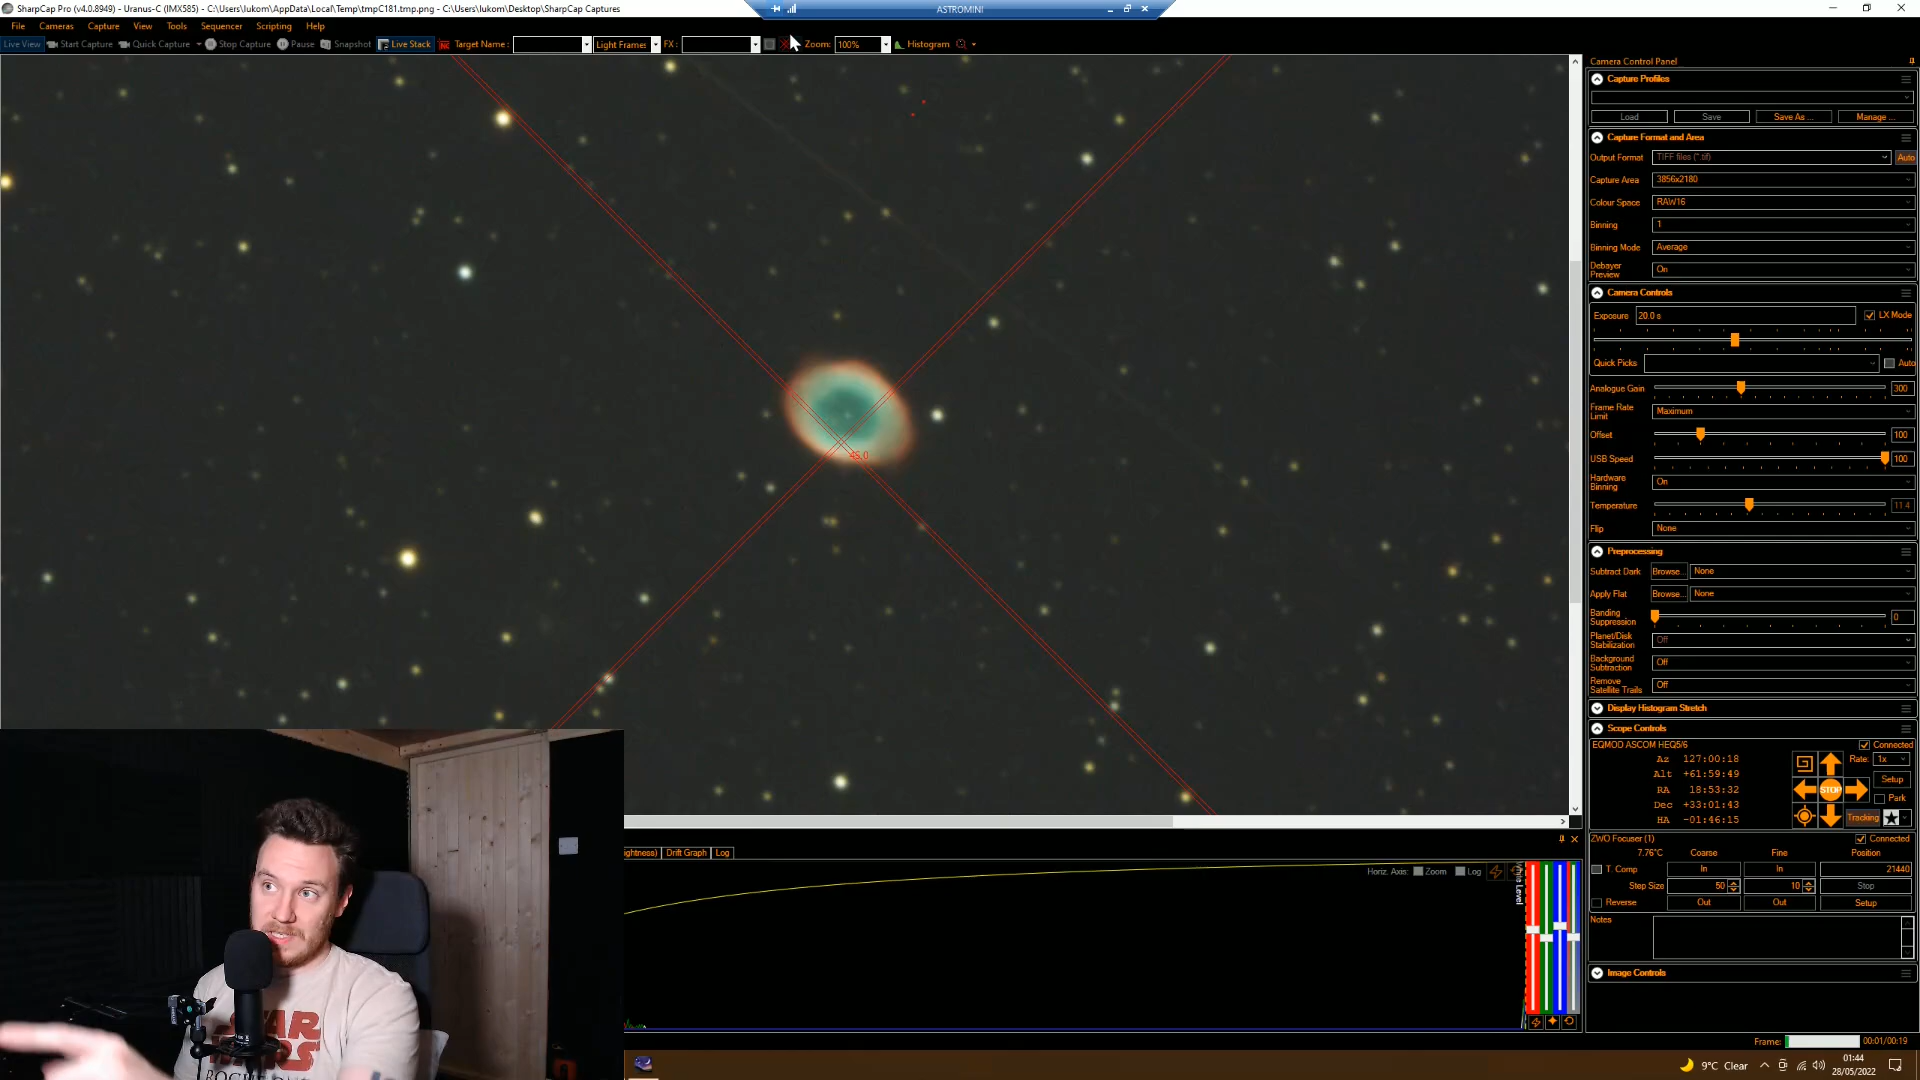 SharpCap Pro (v4.0.8949) - Uranus-C (IMX585) - C:\Users\lukom\AppData\Local\Temp\tmpC181.tmp.png - C:\Users\lukom\Desktop\SharpCap Captures
ASTROMINI
File Cameras Capture View Tools Sequencer Scripting Help
Live View Start Capture Quick Capture Stop Capture Pause Snapshot Live Stack Target Name : Light Frames FX : Zoom: 100% Histogram
Camera Control Panel
Capture Profiles
Load Save Save As ... Manage ...
Capture Format and Area
Output Format TIFF files (*.tif) Auto
Capture Area 3856x2180
Colour Space RAW16
Binning 1
Binning Mode Average
Debayer Preview On
Camera Controls
Exposure 20.0 s LX Mode
Quick Picks Auto
Analogue Gain 300
Frame Rate Limit Maximum
Offset 100
USB Speed 100
Hardware Binning On
Temperature 11.4
Flip None
Preprocessing
Subtract Dark Browse... None
Apply Flat Browse... None
Banding Suppression 0
Planet/Disk Stabilization Off
Background Subtraction Off
Remove Satellite Trails Off
Display Histogram Stretch
Scope Controls
EQMOD ASCOM HEQ5/6 Connected
Az 127:00:18 Rate: 1x
Alt +61:59:49 Setup
RA 18:53:32 STOP Park
Dec +33:01:43
HA -01:46:15 Tracking
ZWO Focuser (1) Connected
7.76°C Coarse Fine Position
T. Comp In In 21440
Step Size 50 10 Stop
Reverse Out Out Setup
Notes
Image Controls
45.0
ightness) Drift Graph Log
Horiz. Axis: Zoom Log
White Level
STAR
WARS
Frame: 00:01/00:19
9°C Clear
01:44
28/05/2022